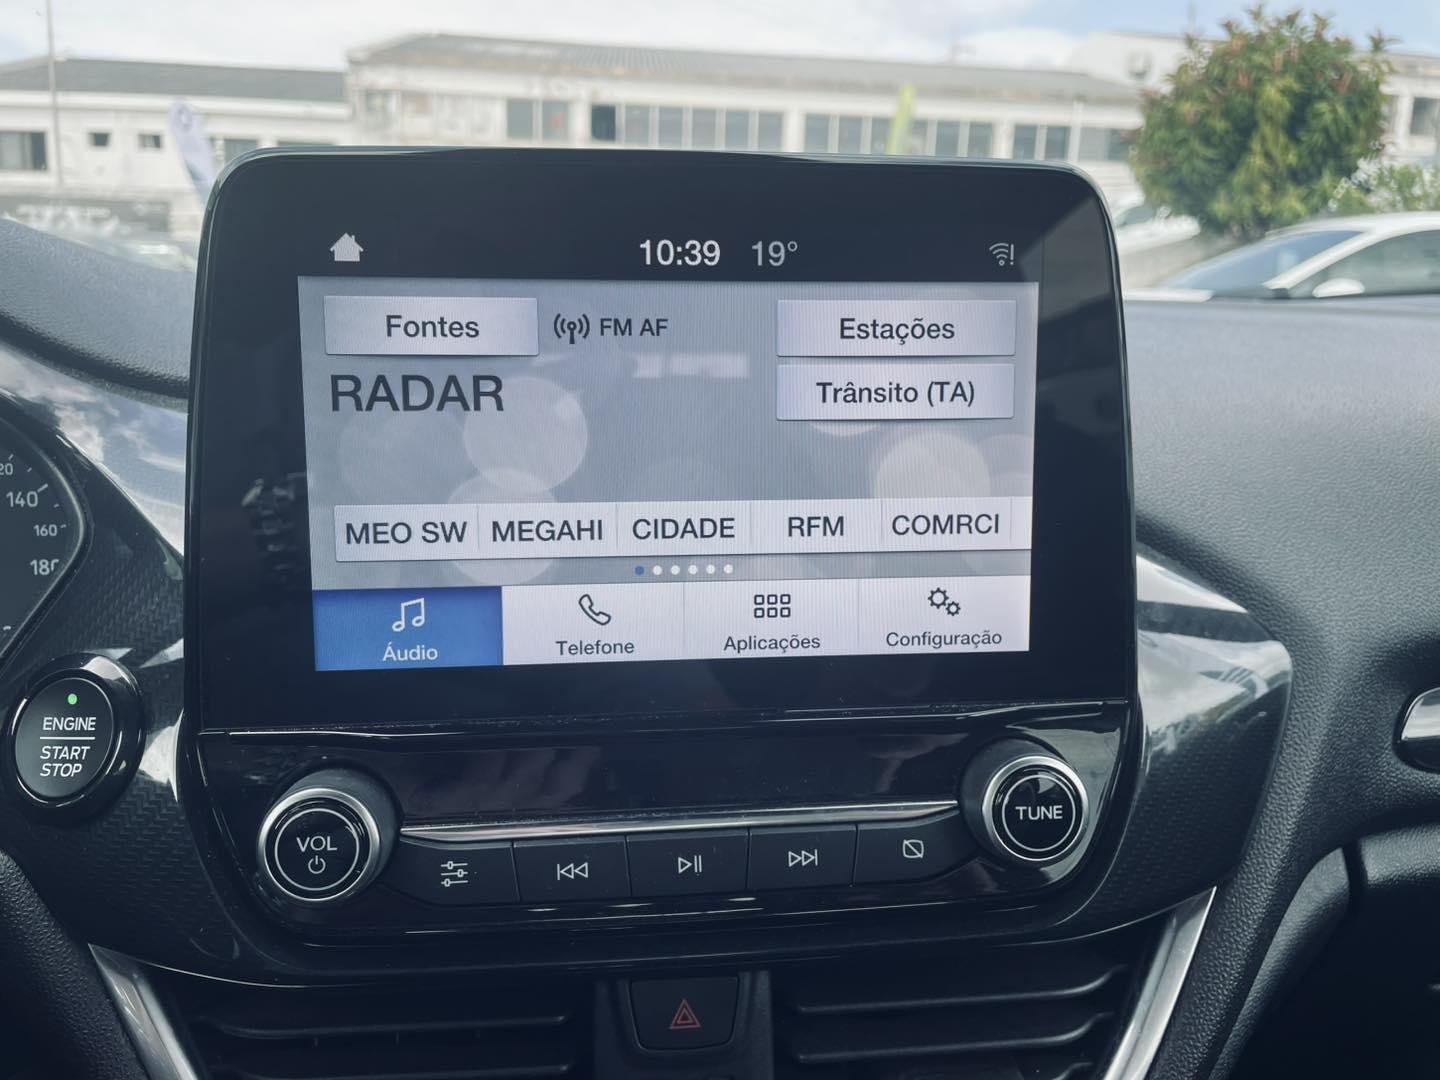 10:39 19°
Fontes FM AF Estações
RADAR
Trânsito (TA)
MEO SW MEGAHI CIDADE RFM COMRCI
Áudio Telefone Aplicações Configuração
20
140
160
180
ENGINE
START
STOP
VOL
TUNE